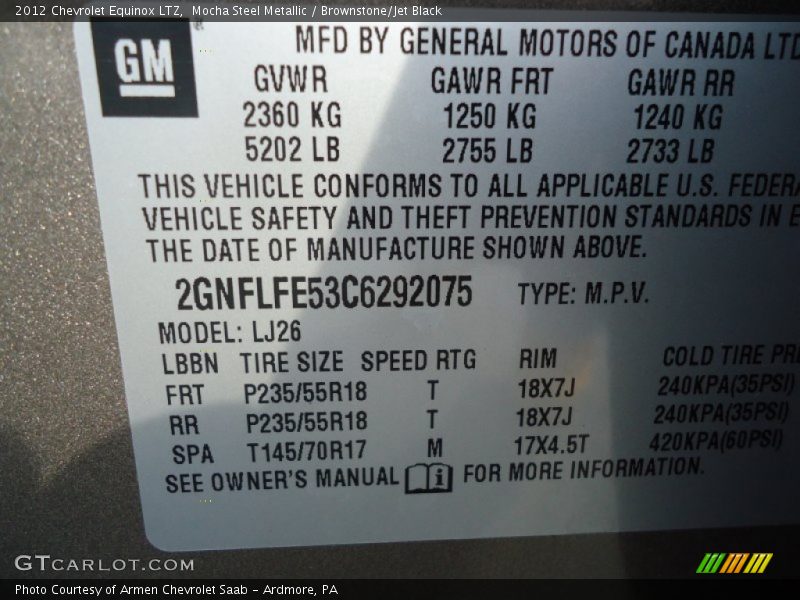 2012 Chevrolet Equinox LTZ,  Mocha Steel Metallic / Brownstone/Jet Black
GM
MFD BY GENERAL MOTORS OF CANADA LTD
GVWR GAWR FRT GAWR RR
2360 KG 1250 KG 1240 KG
5202 LB 2755 LB 2733 LB
THIS VEHICLE CONFORMS TO ALL APPLICABLE U.S. FEDERA
VEHICLE SAFETY AND THEFT PREVENTION STANDARDS IN E
THE DATE OF MANUFACTURE SHOWN ABOVE.
2GNFLFE53C6292075 TYPE: M.P.V.
MODEL: LJ26
LBBN TIRE SIZE SPEED RTG RIM COLD TIRE PR
FRT P235/55R18 T 18X7J 240KPA(35PSI)
RR P235/55R18 T 18X7J 240KPA(35PSI)
SPA T145/70R17 M 17X4.5T 420KPA(60PSI)
SEE OWNER'S MANUAL i FOR MORE INFORMATION.
GTCARLOT.COM
Photo Courtesy of Armen Chevrolet Saab - Ardmore, PA